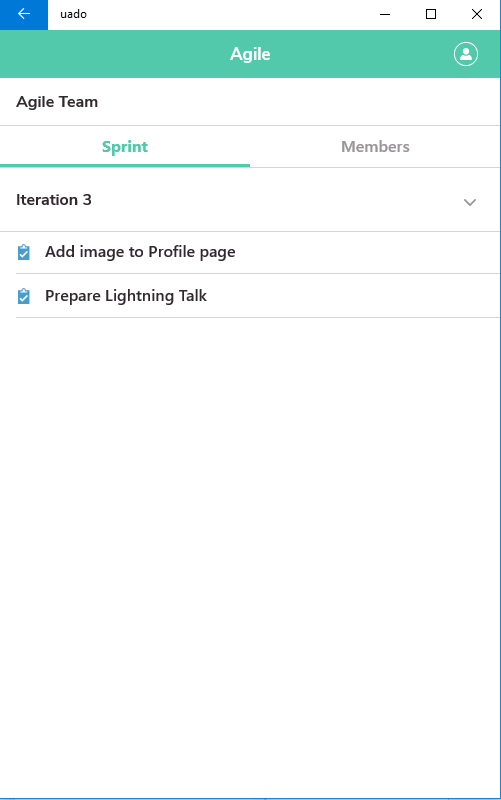 uado
Agile
Agile Team
Sprint
Members
Iteration 3
Add image to Profile page
Prepare Lightning Talk